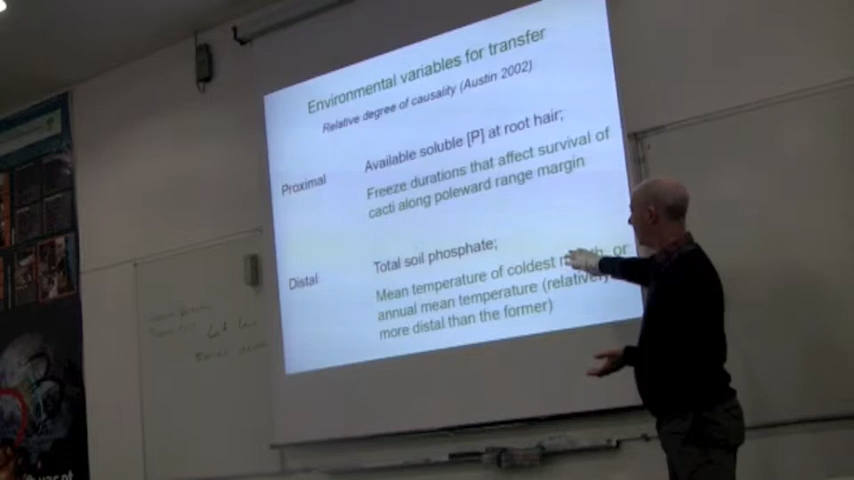 Environmental variables for transfer
Relative degree of causality (Austin 2002)
Proximal
Available soluble [P] at root hair;
Freeze durations that affect survival of
cacti along poleward range margin
Distal
Total soil phosphate;
Mean temperature of coldest or
annual mean temperature (relatively
more distal than the former)